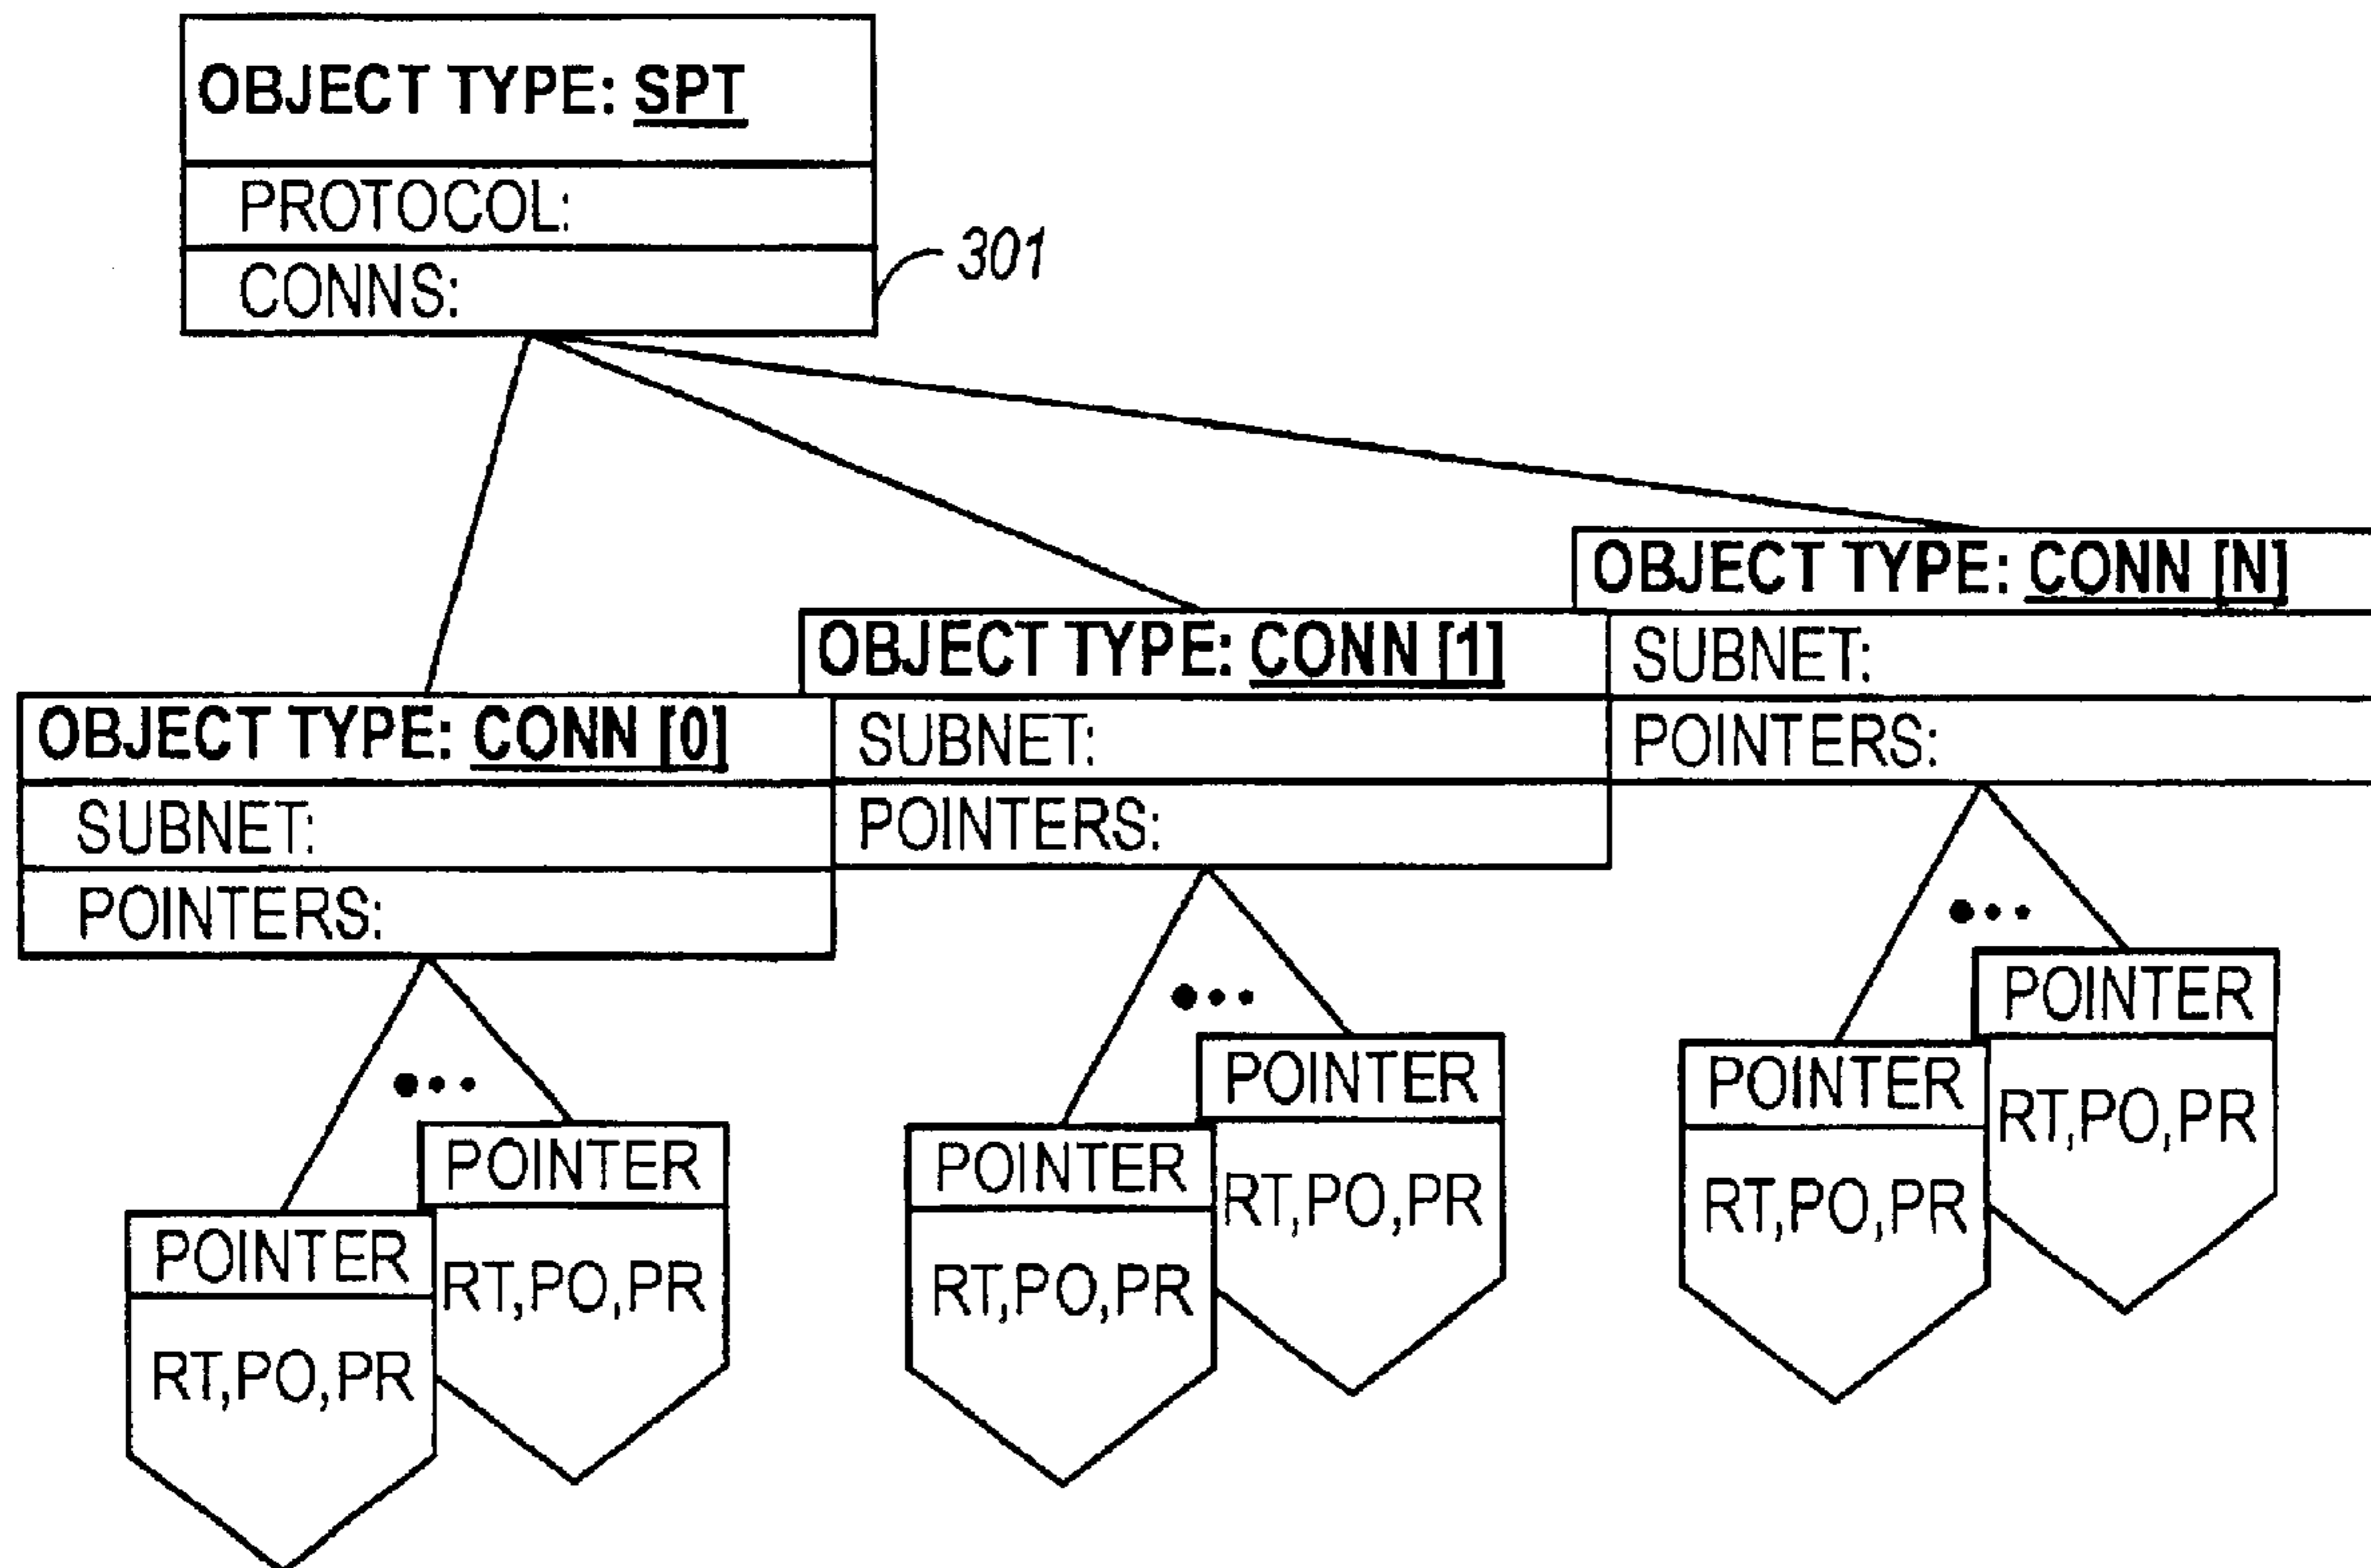 OBJECT TYPE: SPT
PROTOCOL:
CONNS:
301
OBJECT TYPE: CONN [0]
SUBNET:
POINTERS:
OBJECT TYPE: CONN [1]
SUBNET:
POINTERS:
OBJECT TYPE: CONN [N]
SUBNET:
POINTERS:
POINTER
RT,PO,PR
POINTER
RT,PO,PR
POINTER
RT,PO,PR
POINTER
RT,PO,PR
POINTER
RT,PO,PR
POINTER
RT,PO,PR